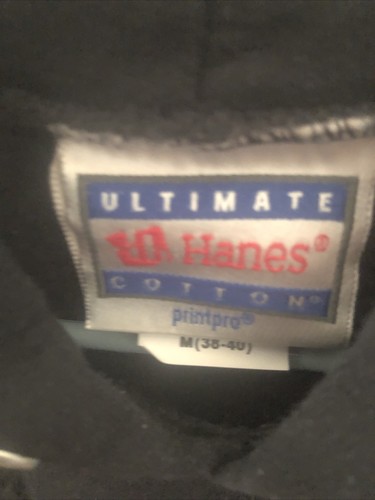 ULTIMATE
Hanes®
COTTON®
printpro®
M(38-40)